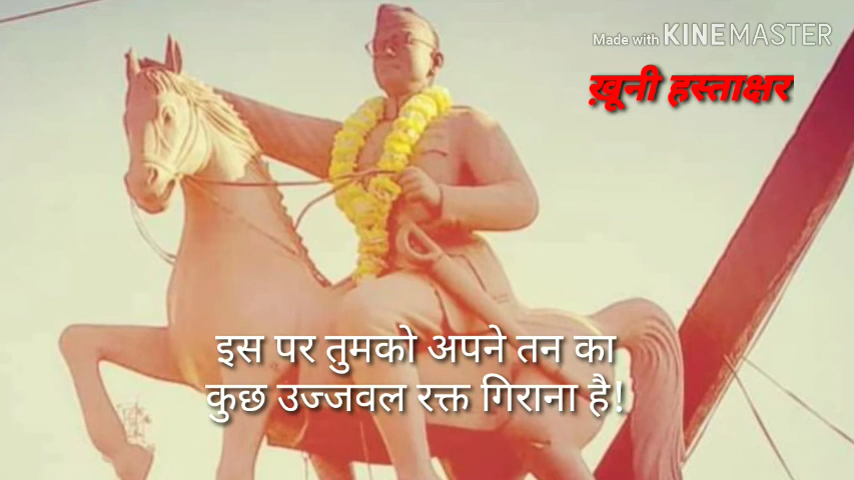 Made with KINEMASTER
ख़ूनी हस्ताक्षर
इस पर तुमको अपने तन का
कुछ उज्जवल रक्त गिराना है!